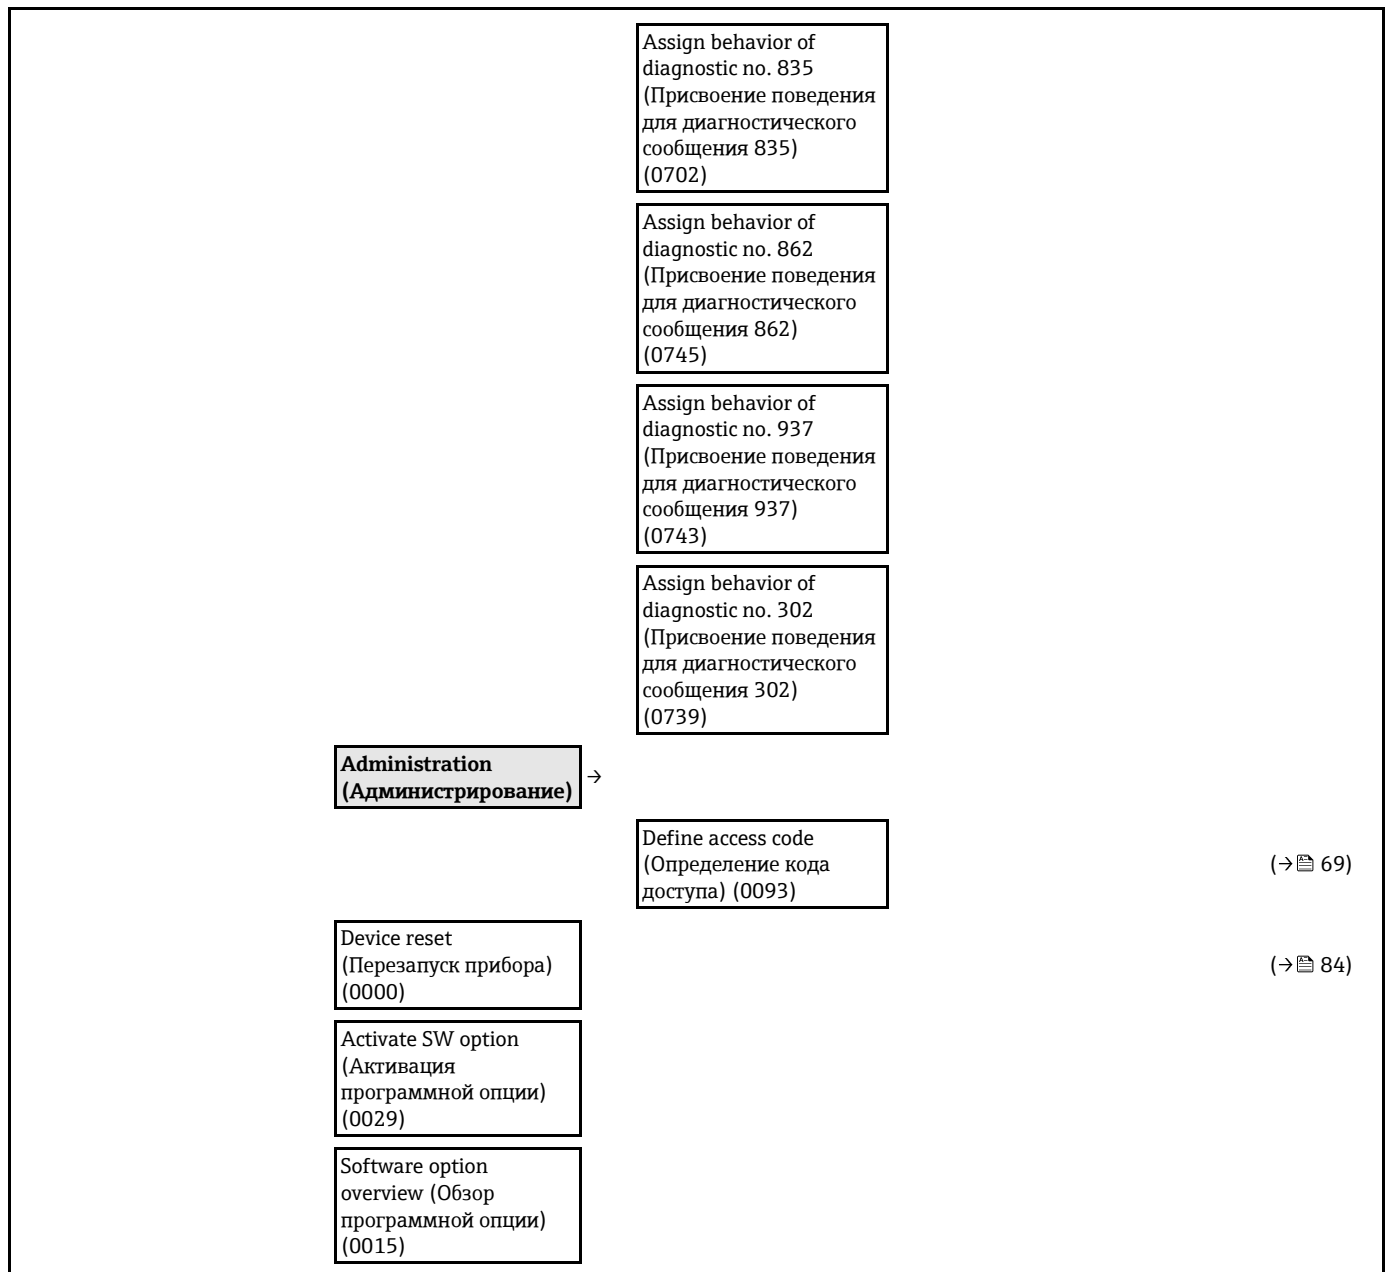 Assign behavior of
diagnostic no. 835
(Присвоение поведения
для диагностического
сообщения 835)
(0702)
Assign behavior of
diagnostic no. 862
(Присвоение поведения
для диагностического
сообщения 862)
(0745)
Assign behavior of
diagnostic no. 937
(Присвоение поведения
для диагностического
сообщения 937)
(0743)
Assign behavior of
diagnostic no. 302
(Присвоение поведения
для диагностического
сообщения 302)
(0739)
Administration
(Администрирование) →
Define access code
(Определение кода
доступа) (0093)
(→ 69)
Device reset
(Перезапуск прибора)
(0000)
(→ 84)
Activate SW option
(Активация
программной опции)
(0029)
Software option
overview (Обзор
программной опции)
(0015)